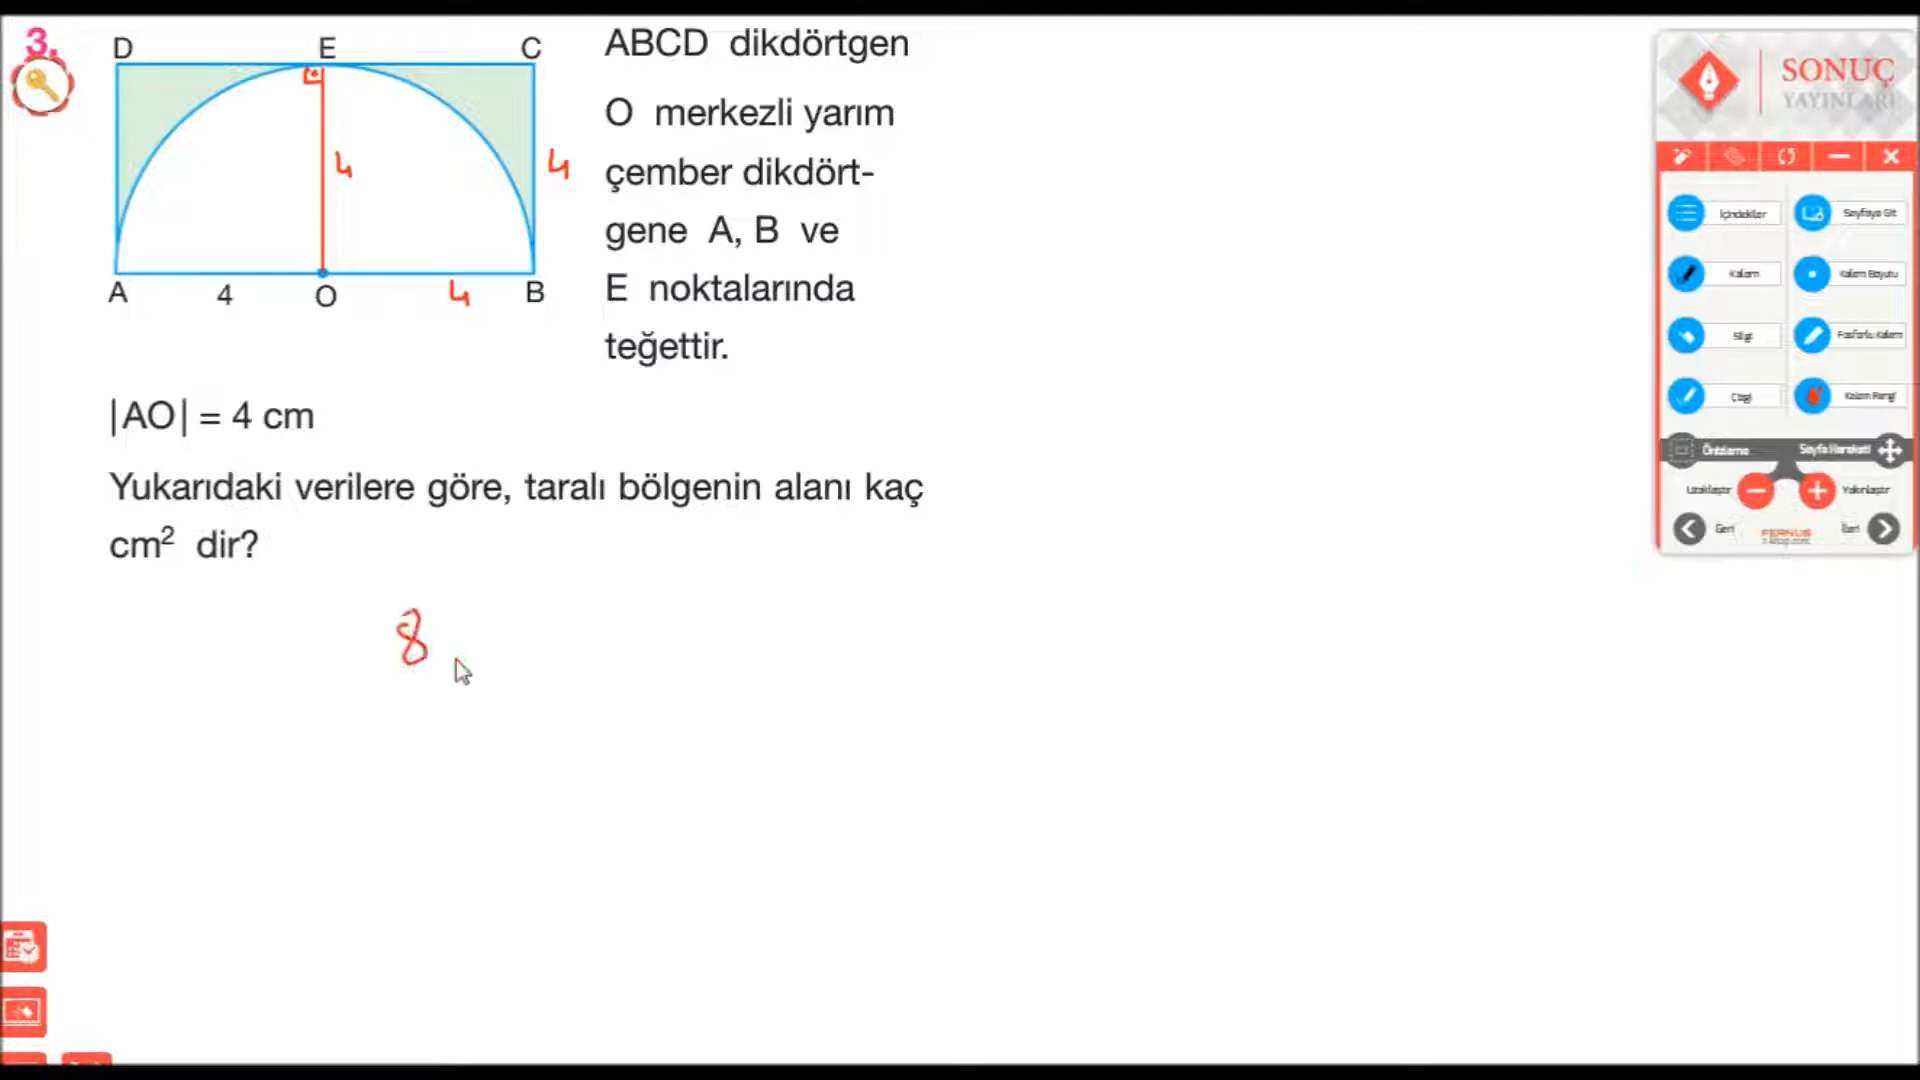 3.
D E C
4 4
A 4 O 4 B
ABCD dikdörtgen
O merkezli yarım
çember dikdört-
gene A, B ve
E noktalarında
teğettir.
|AO| = 4 cm
Yukarıdaki verilere göre, taralı bölgenin alanı kaç
cm² dir?
8
SONUÇ
YAYINLARI
İçindekiler Sayfaya Git
Kalem Kalem Boyutu
Silgi Fosforlu Kalem
Çizgi Kalem Rengi
Önizleme Sayfa Hareketi
Uzaklaştır Yakınlaştır
Geri FERNUS İleri